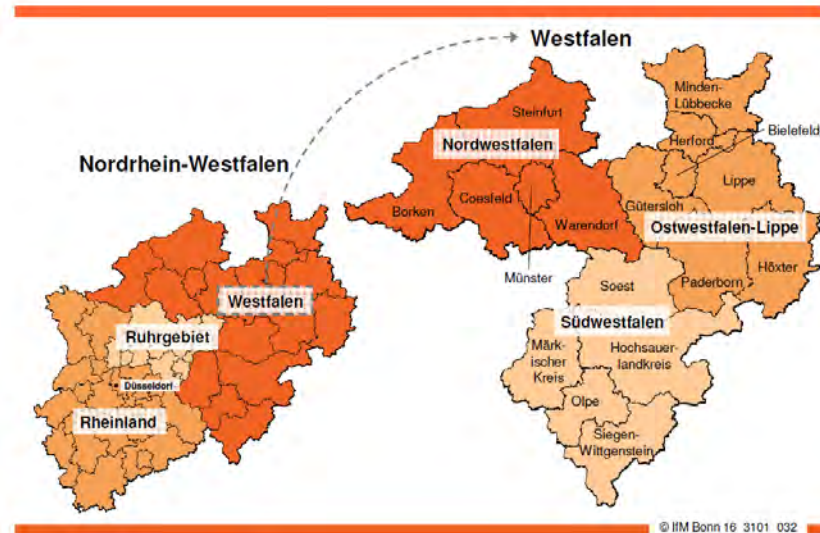 Westfalen
Nordrhein-Westfalen
Minden-
Lübbecke
Steinfurt
Bielefeld
Herford
Nordwestfalen
Lippe
Coesfeld
Gütersloh
Borken
Warendorf
Ostwestfalen-Lippe
Münster
Höxter
Paderborn
Soest
Südwestfalen
Märk-
ischer
Kreis
Hochsauer-
landkreis
Olpe
Siegen-
Wittgenstein
Westfalen
Ruhrgebiet
Düsseldorf
Rheinland
© IfM Bonn 16 3101 032